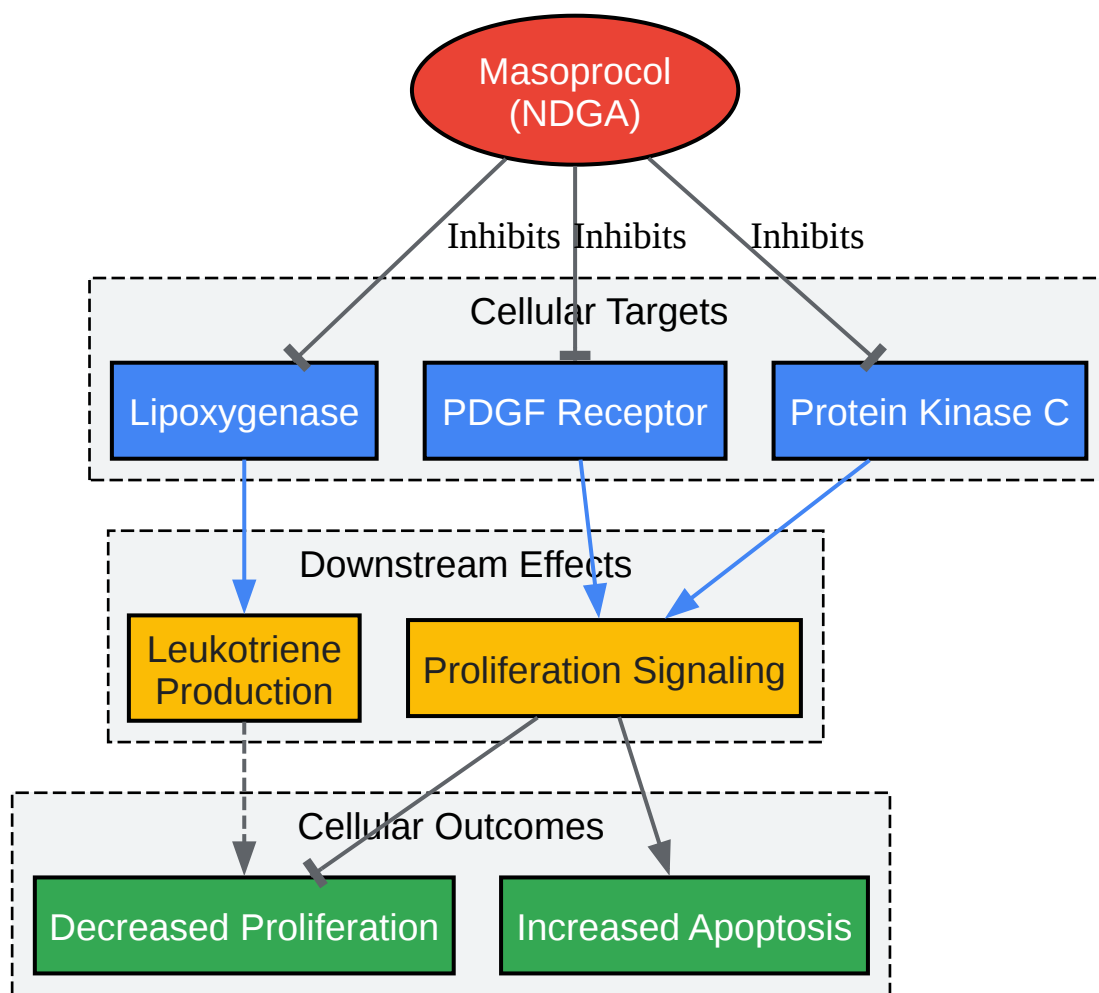 Masoprocol
(NDGA)
Inhibits
Inhibits
Inhibits
Cellular Targets
Lipoxygenase
PDGF Receptor
Protein Kinase C
Downstream Effects
Leukotriene
Production
Proliferation Signaling
Cellular Outcomes
Decreased Proliferation
Increased Apoptosis